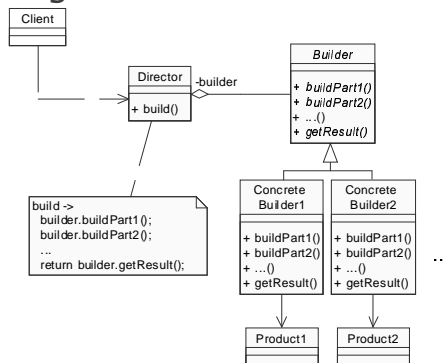 Client
Director
+ build()
-builder
Builder
+ buildPart1()
+ buildPart2()
+ ...()
+ getResult()
build ->
builder.buildPart1();
builder.buildPart2();
...
return builder.getResult();
Concrete
Builder1
+ buildPart1()
+ buildPart2()
+ ...()
+ getResult()
Concrete
Builder2
+ buildPart1()
+ buildPart2()
+ ...()
+ getResult()
..
Product1
Product2